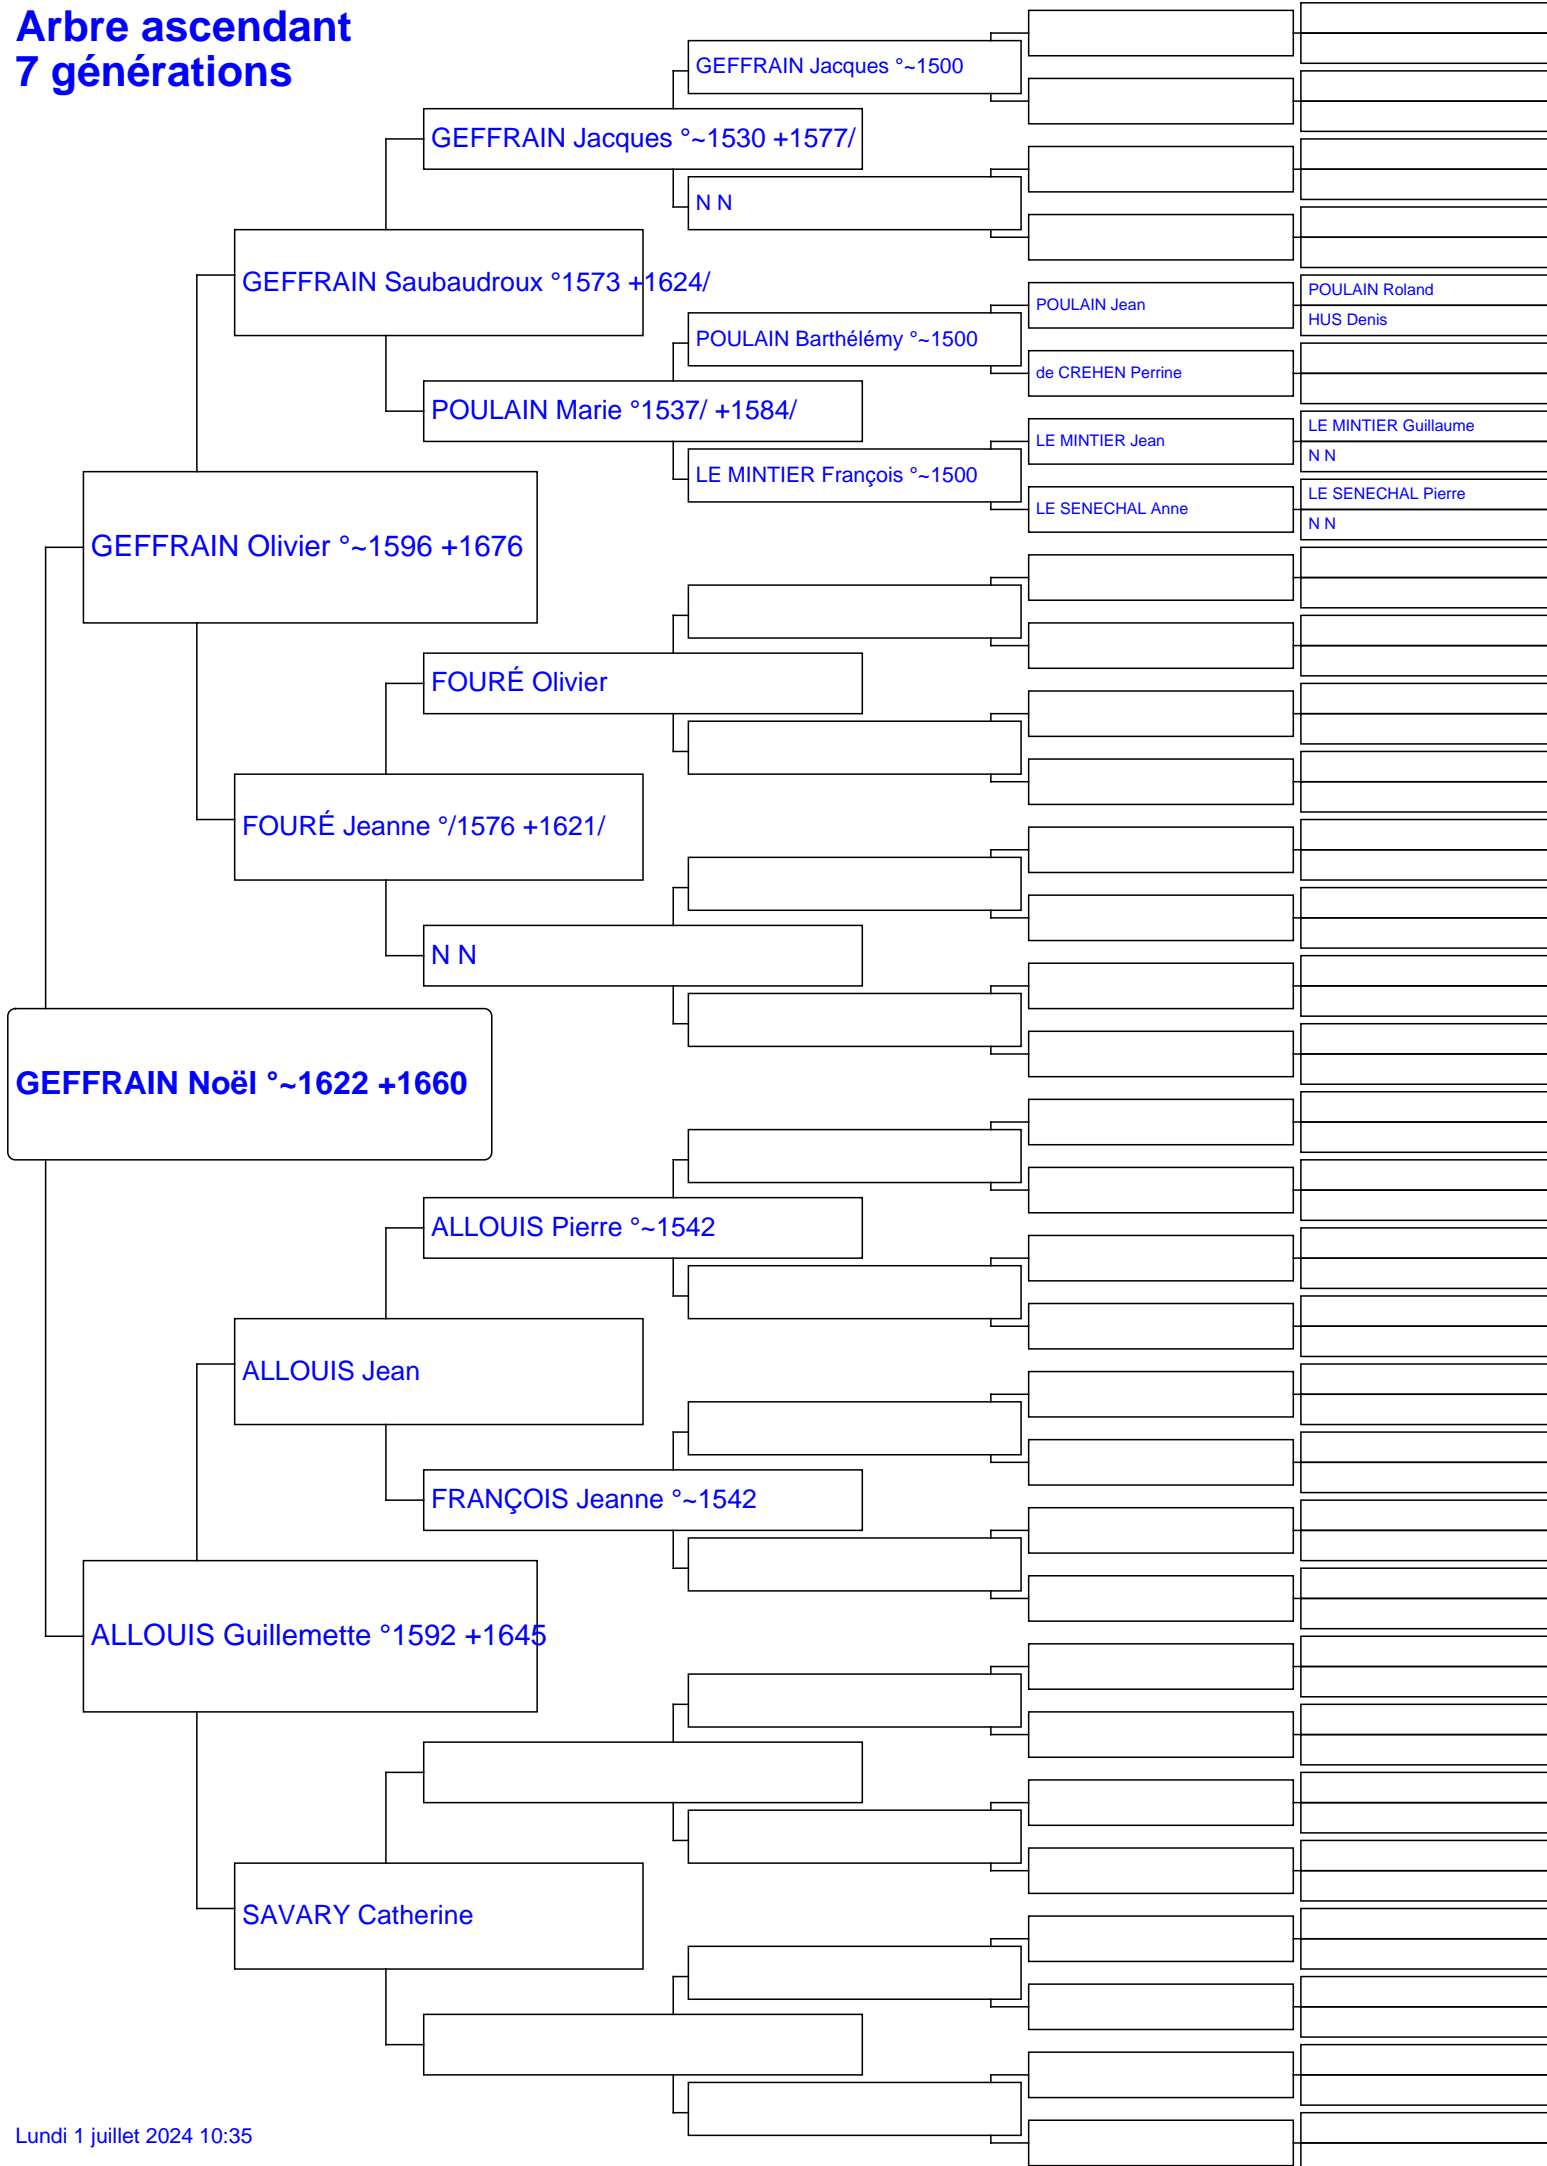 Arbre ascendant
7 générations
GEFFRAIN Jacques °~1500
GEFFRAIN Jacques °~1530 +1577/
N N
GEFFRAIN Saubaudroux °1573 +1624/
POULAIN Roland
POULAIN Jean
HUS Denis
POULAIN Barthélémy °~1500
de CREHEN Perrine
POULAIN Marie °1537/ +1584/
LE MINTIER Guillaume
LE MINTIER Jean
N N
LE MINTIER François °~1500
LE SENECHAL Pierre
LE SENECHAL Anne
N N
GEFFRAIN Olivier °~1596 +1676
FOURÉ Olivier
FOURÉ Jeanne °/1576 +1621/
N N
GEFFRAIN Noël °~1622 +1660
ALLOUIS Pierre °~1542
ALLOUIS Jean
FRANÇOIS Jeanne °~1542
ALLOUIS Guillemette °1592 +1645
SAVARY Catherine
Lundi 1 juillet 2024 10:35